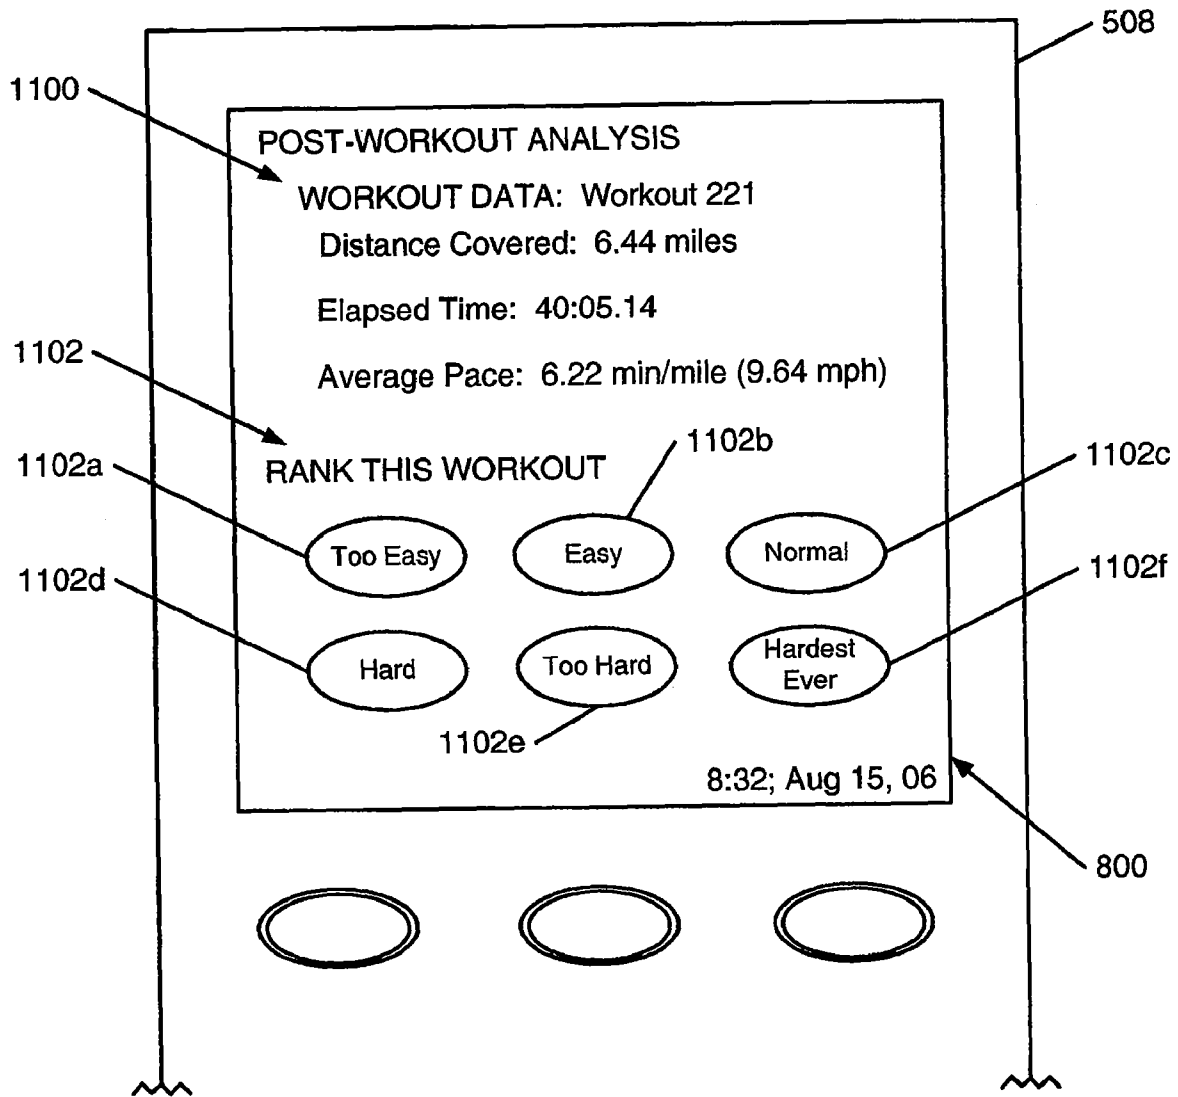 508
1100
POST-WORKOUT ANALYSIS
WORKOUT DATA: Workout 221
Distance Covered: 6.44 miles
Elapsed Time: 40:05.14
1102
Average Pace: 6.22 min/mile (9.64 mph)
1102b
1102a
RANK THIS WORKOUT
1102c
Too Easy
Easy
Normal
1102d
1102f
Hard
Too Hard
Hardest
Ever
1102e
8:32; Aug 15, 06
800